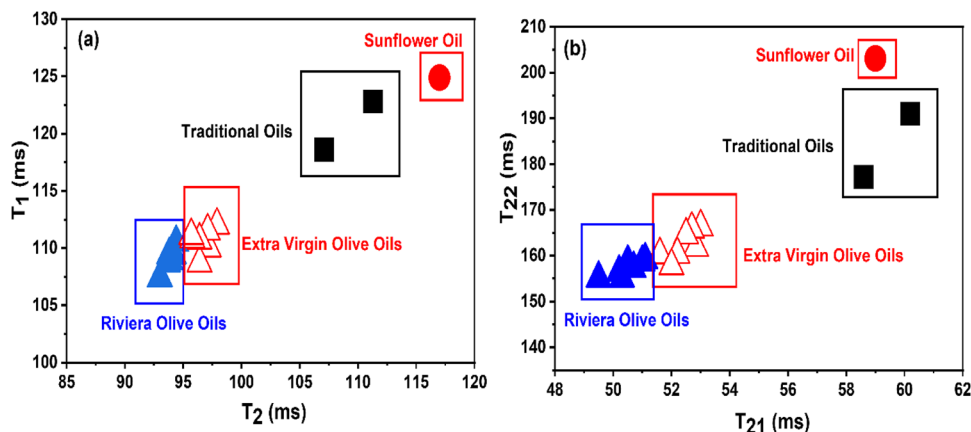 (a)
Sunflower Oil
Traditional Oils
Extra Virgin Olive Oils
Riviera Olive Oils
T1 (ms)
130
125
120
115
110
105
100
85 90 95 100 105 110 115 120
T2 (ms)
(b)
Sunflower Oil
Traditional Oils
Extra Virgin Olive Oils
Riviera Olive Oils
T22 (ms)
210
200
190
180
170
160
150
140
135
48 50 52 54 56 58 60 62
T21 (ms)